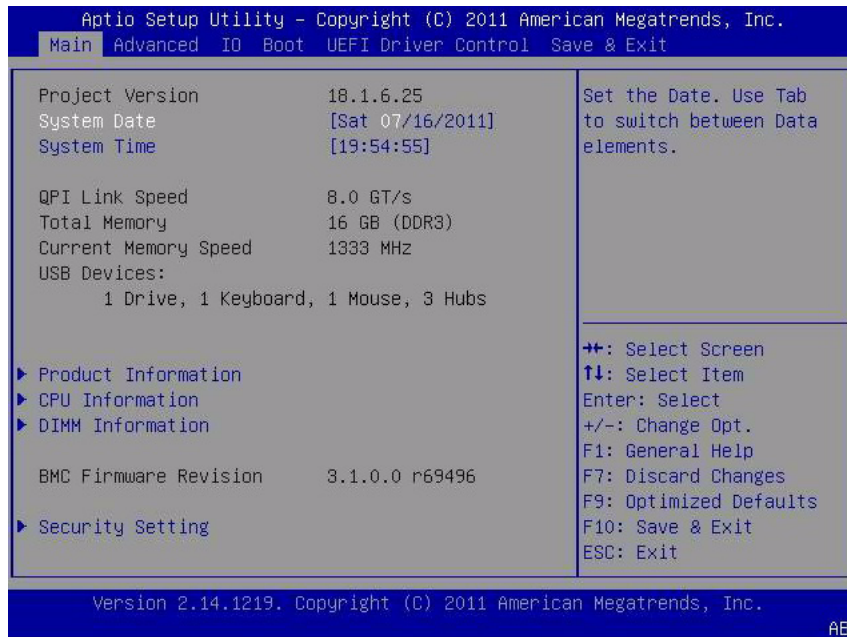 Aptio Setup Utility – Copyright (C) 2011 American Megatrends, Inc.
Main Advanced IO Boot UEFI Driver Control Save & Exit
Project Version 18.1.6.25
System Date [Sat 07/16/2011]
System Time [19:54:55]
QPI Link Speed 8.0 GT/s
Total Memory 16 GB (DDR3)
Current Memory Speed 1333 MHz
USB Devices:
1 Drive, 1 Keyboard, 1 Mouse, 3 Hubs
Product Information
CPU Information
DIMM Information
BMC Firmware Revision 3.1.0.0 r69496
Security Setting
Set the Date. Use Tab
to switch between Data
elements.
→←: Select Screen
↑↓: Select Item
Enter: Select
+/-: Change Opt.
F1: General Help
F7: Discard Changes
F9: Optimized Defaults
F10: Save & Exit
ESC: Exit
Version 2.14.1219. Copyright (C) 2011 American Megatrends, Inc.
AB